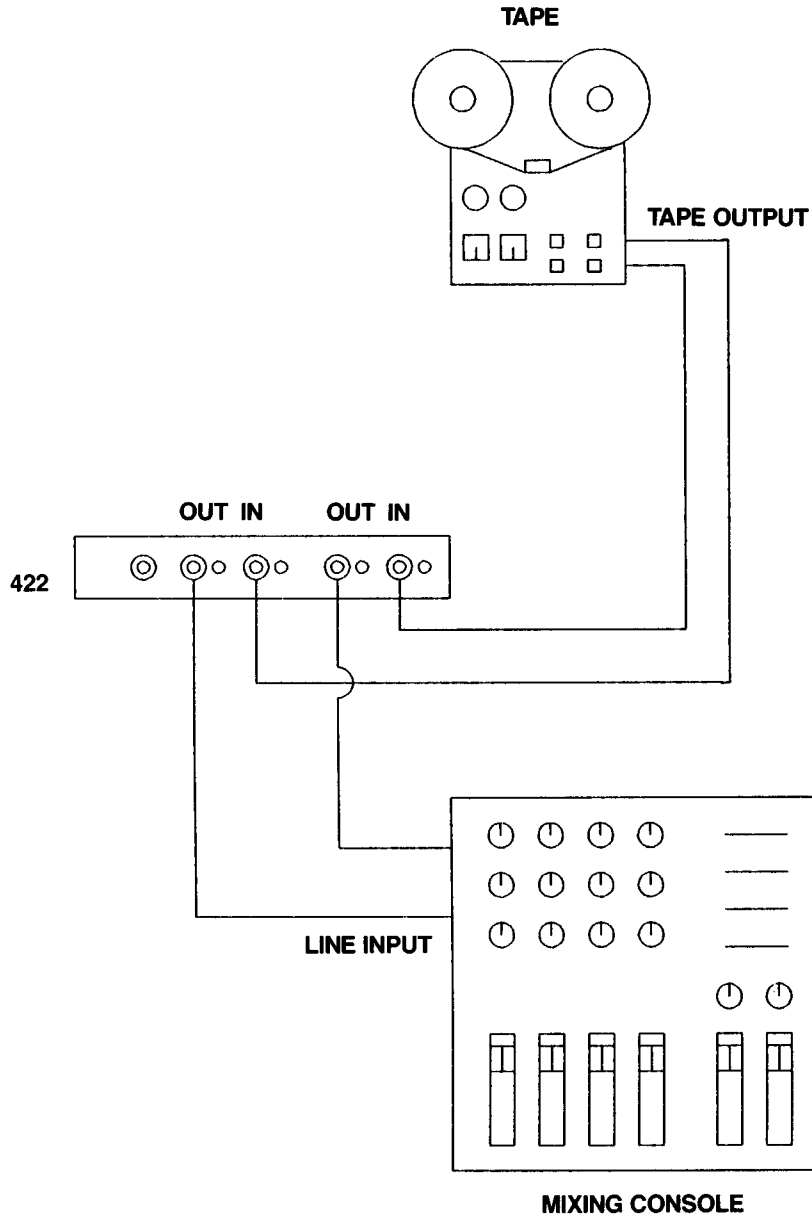 TAPE
TAPE OUTPUT
OUT IN OUT IN
422
LINE INPUT
MIXING CONSOLE